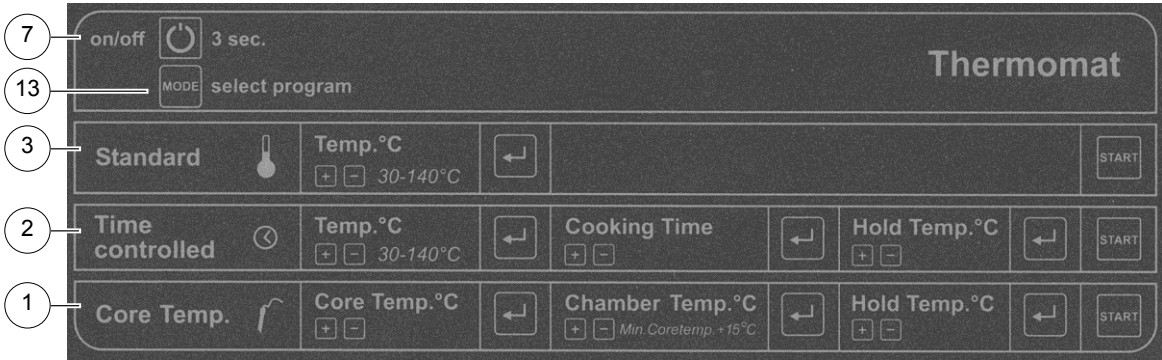 7
on/off 3 sec.
Thermomat
13
MODE select program
3
Standard
Temp.°C
+ - 30-140°C
START
2
Time
controlled
Temp.°C
+ - 30-140°C
Cooking Time
+ -
Hold Temp.°C
+ -
START
1
Core Temp.
Core Temp.°C
+ -
Chamber Temp.°C
+ - Min.Coretemp.+15°C
Hold Temp.°C
+ -
START